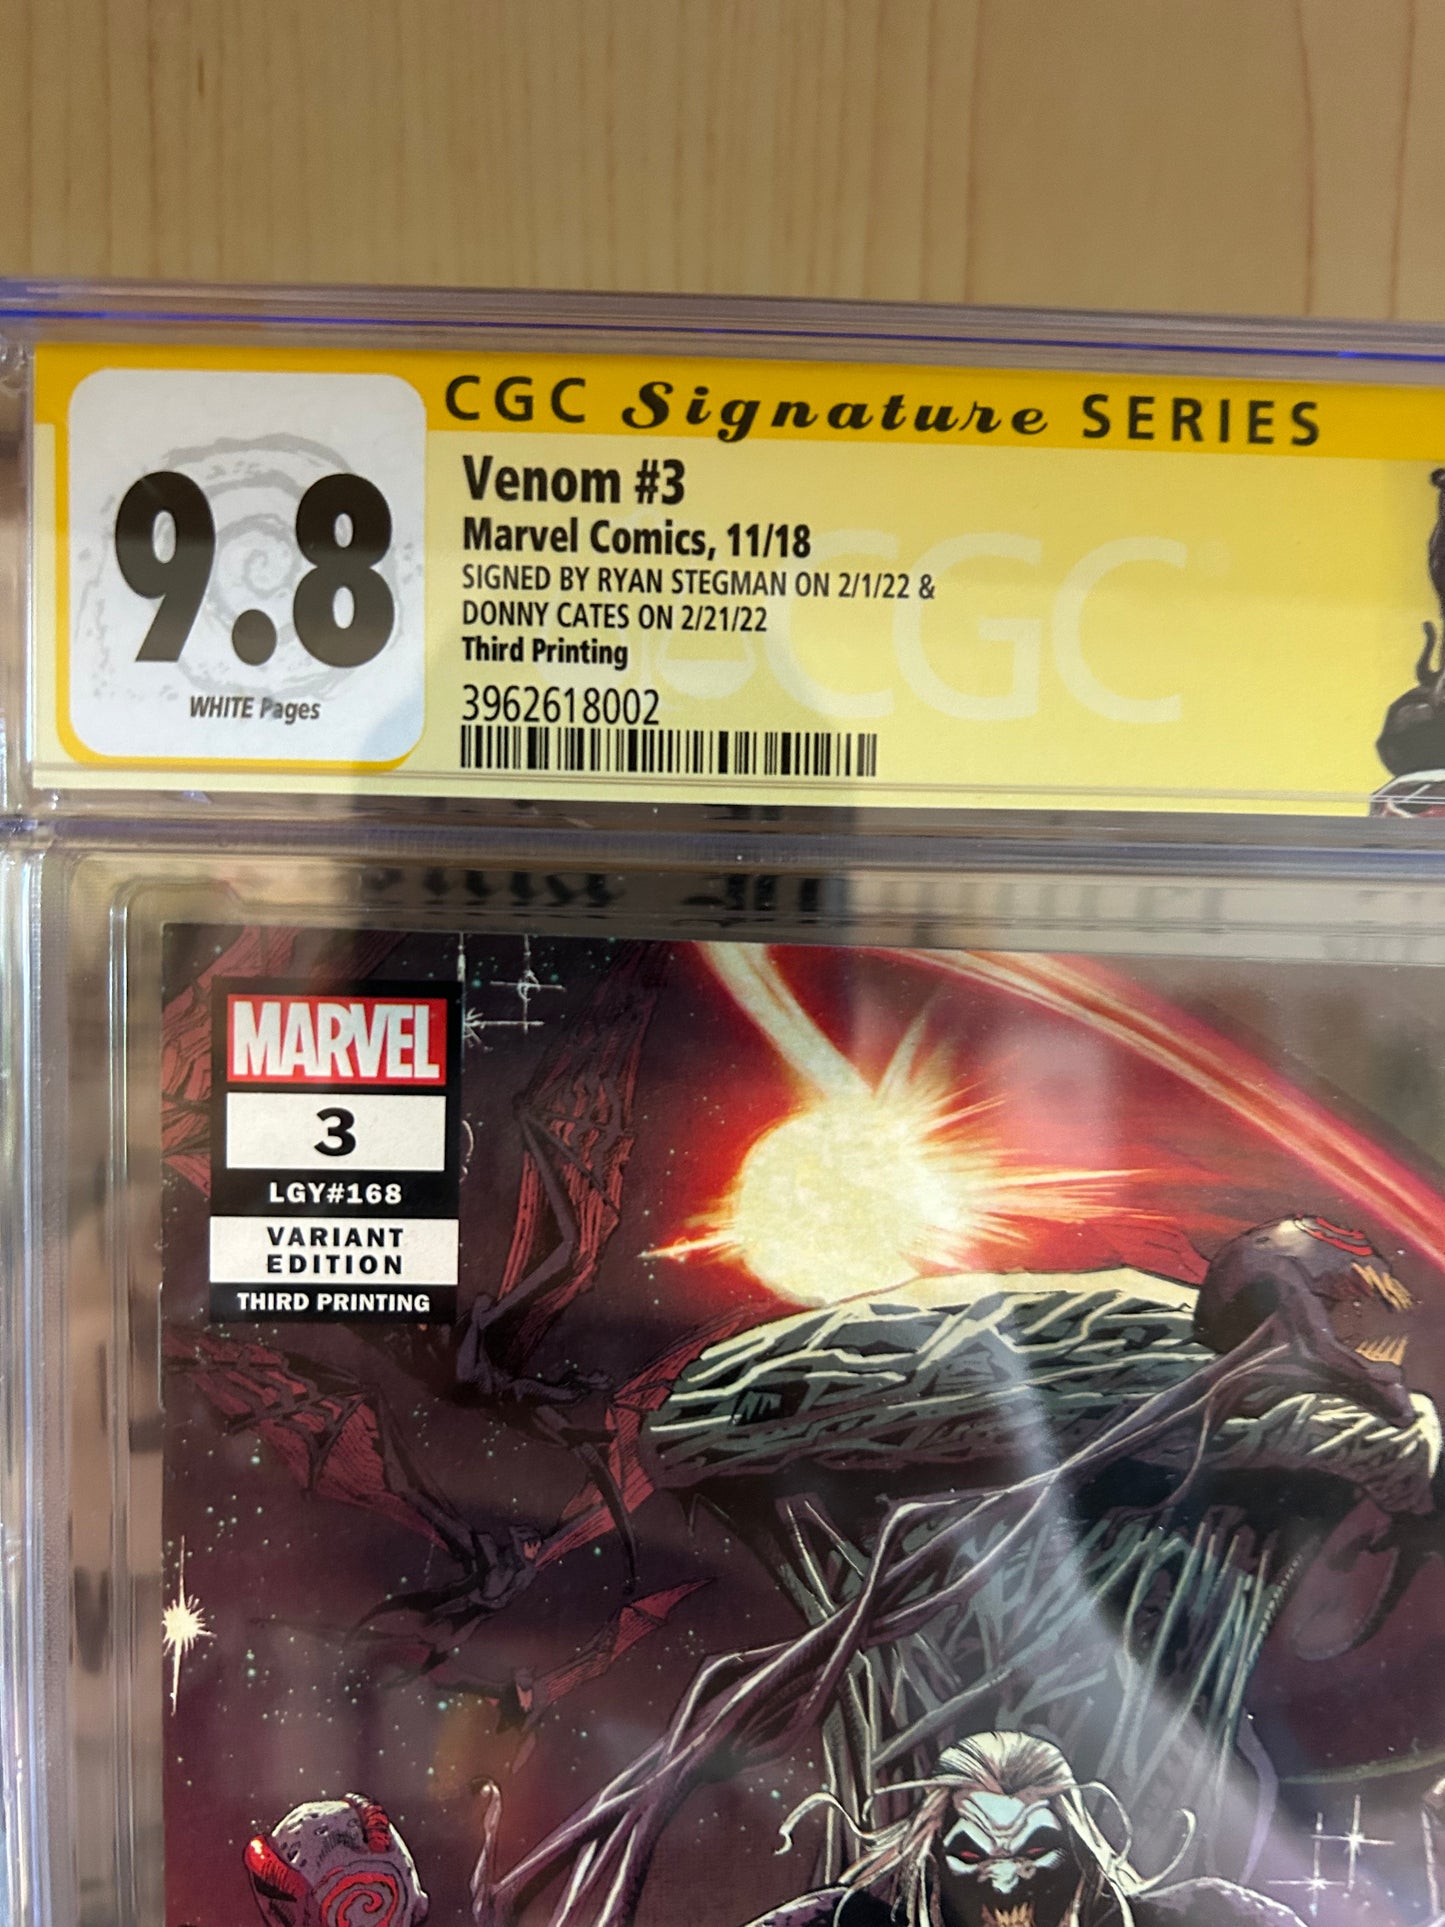 CGC Signature SERIES
9.8
WHITE Pages
Venom #3
Marvel Comics, 11/18
SIGNED BY RYAN STEGMAN ON 2/1/22 &
DONNY CATES ON 2/21/22
Third Printing
3962618002
CGC
MARVEL
3
LGY#168
VARIANT
EDITION
THIRD PRINTING